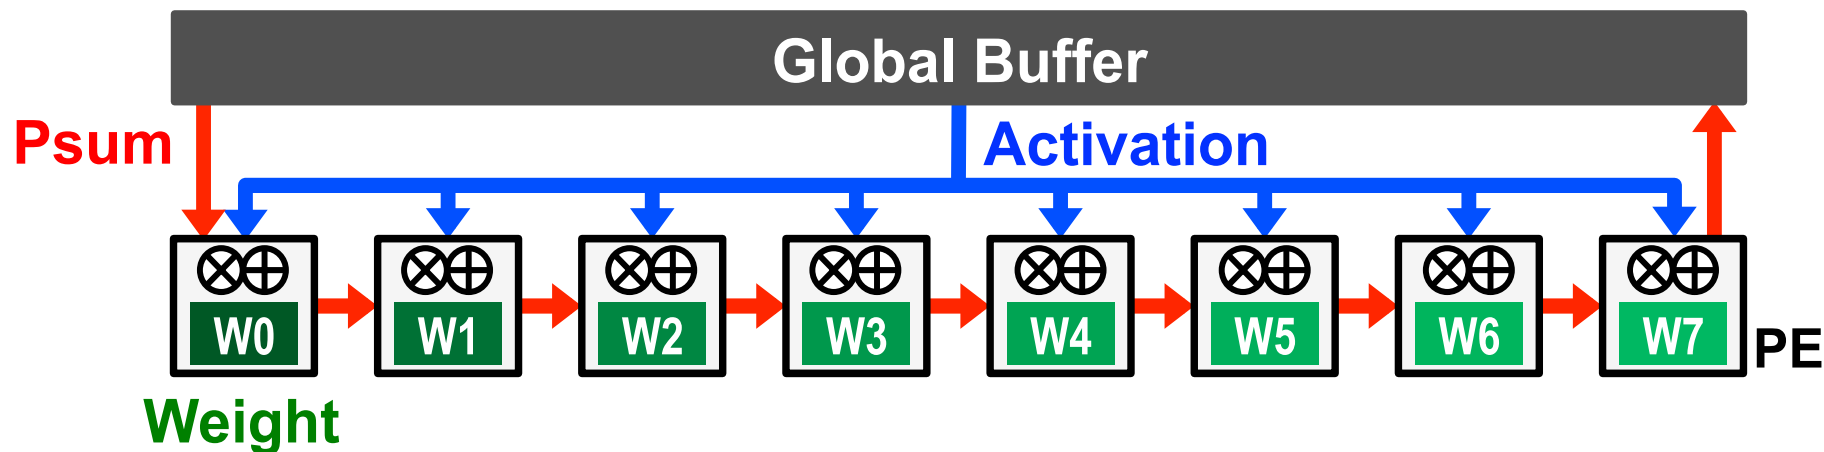 Global Buffer
Psum
Activation
W0 W1 W2 W3 W4 W5 W6 W7
PE
Weight